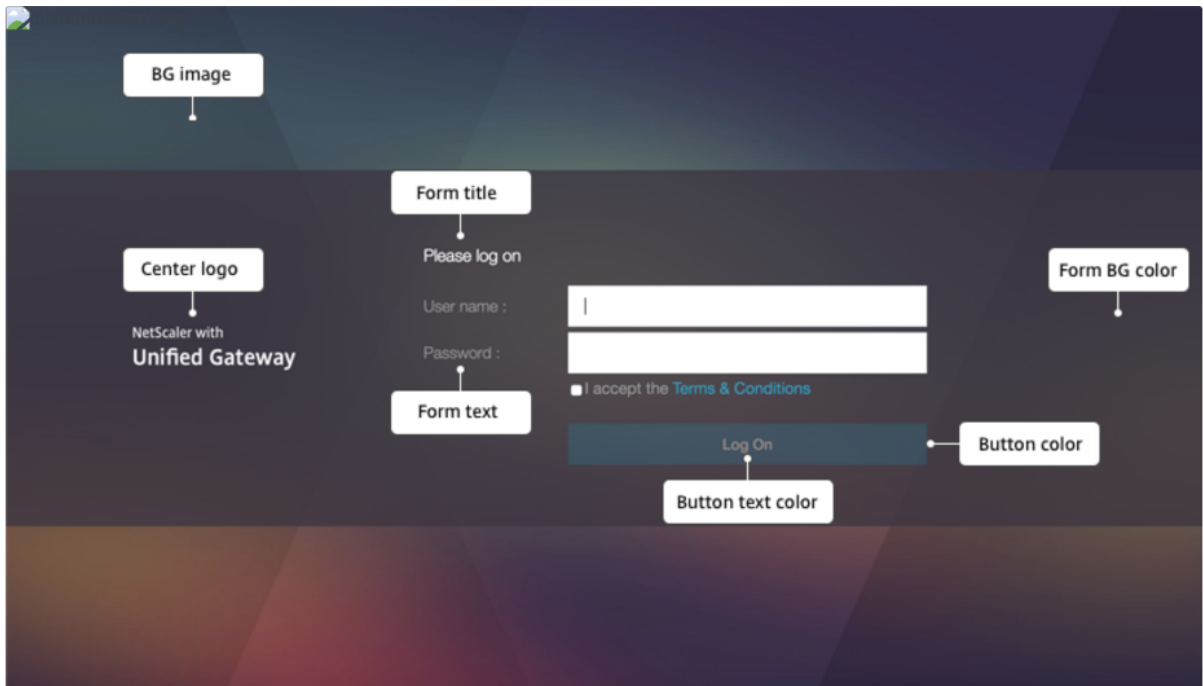 BG image
Form title
Please log on
Center logo
Form BG color
User name :
NetScaler with
Unified Gateway
Password :
I accept the Terms & Conditions
Form text
Log On
Button color
Button text color